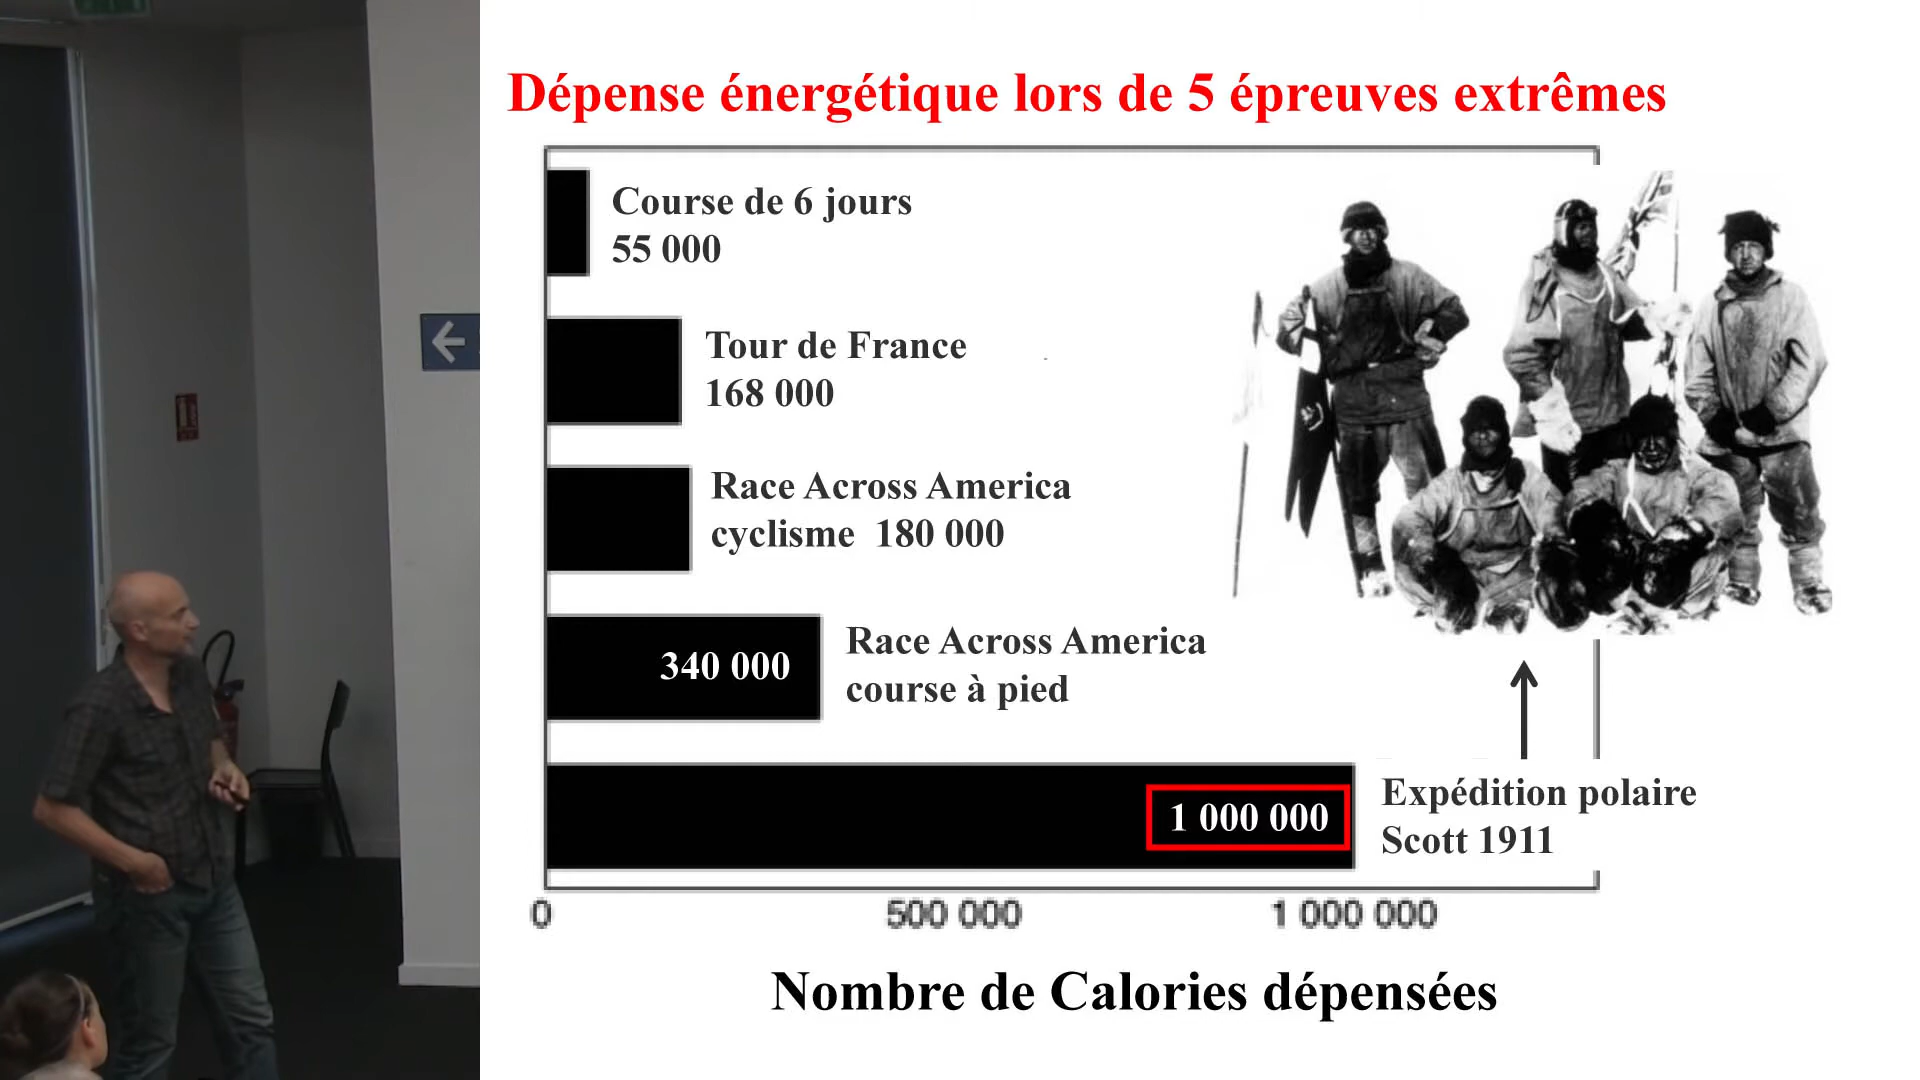 Dépense énergétique lors de 5 épreuves extrêmes
Course de 6 jours
55 000
Tour de France
168 000
Race Across America
cyclisme 180 000
340 000
Race Across America
course à pied
1 000 000
Expédition polaire
Scott 1911
0
500 000
1 000 000
Nombre de Calories dépensées